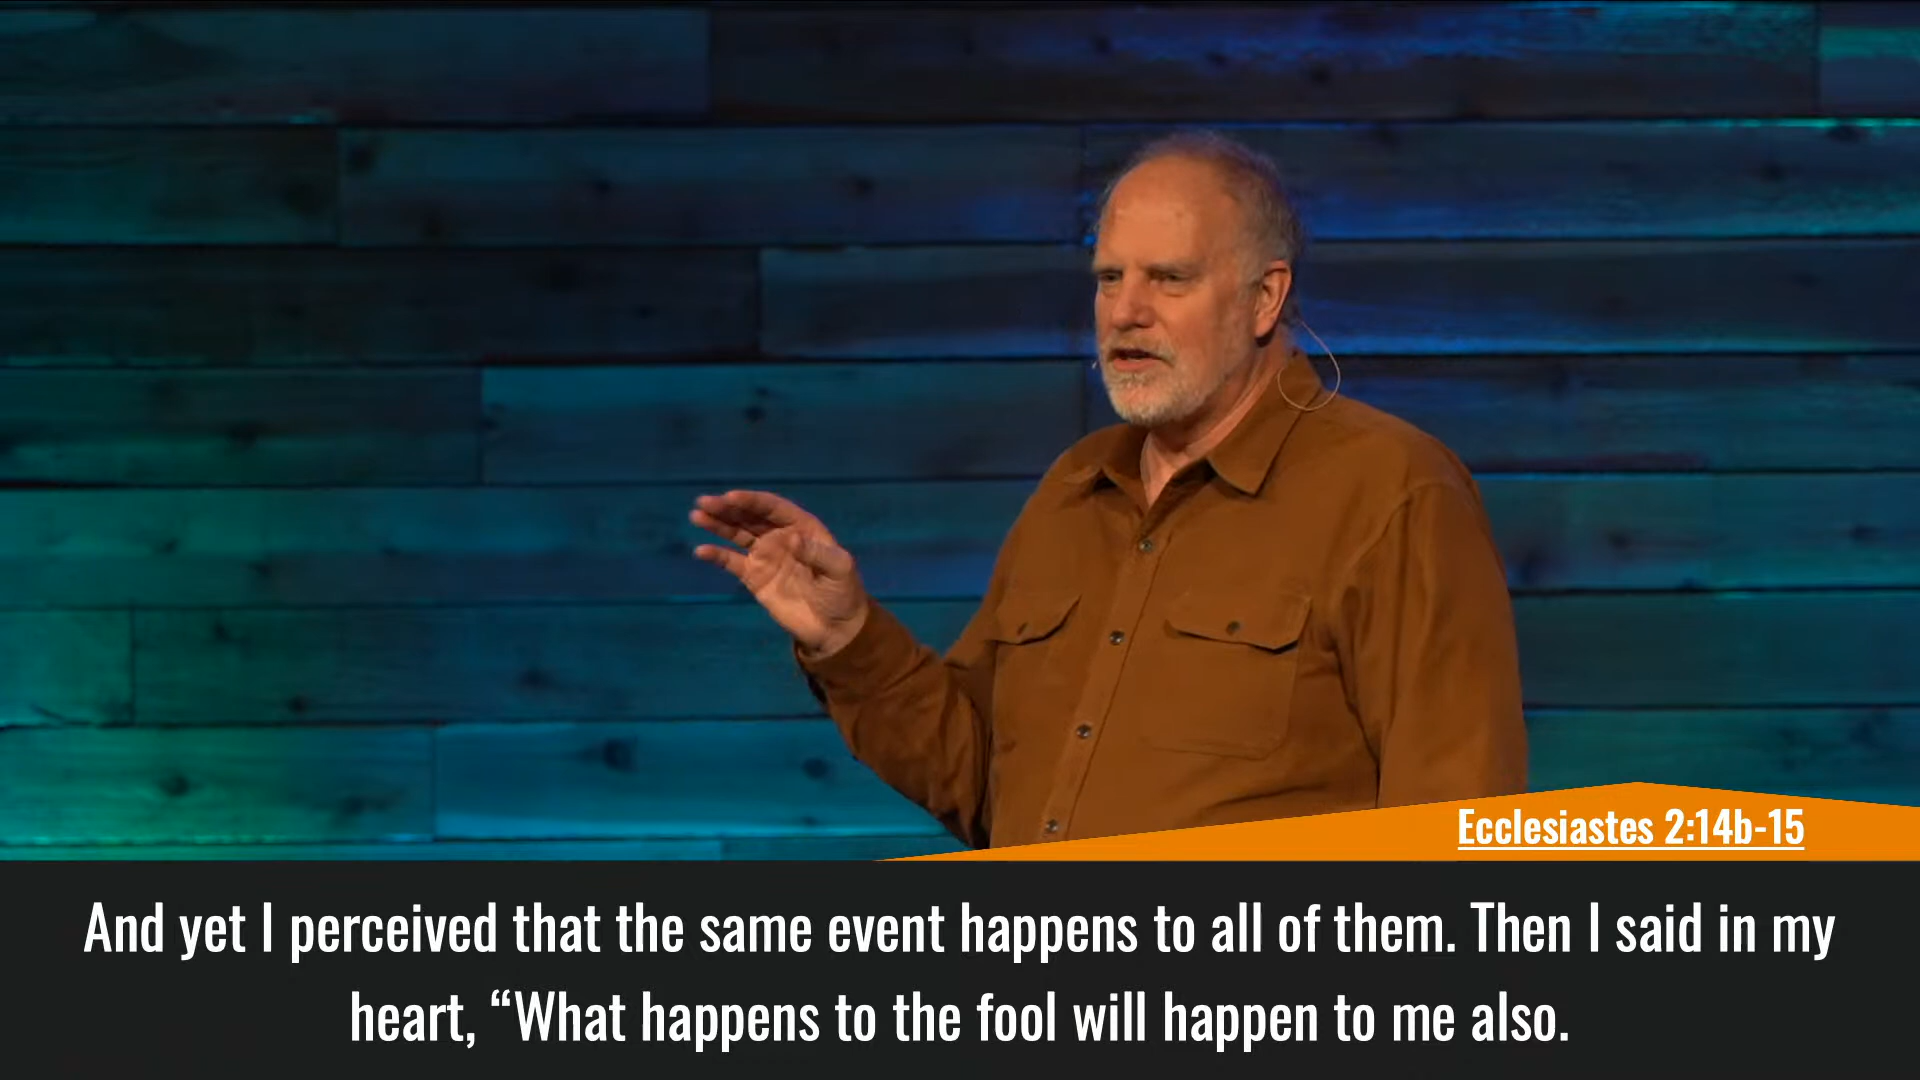 Ecclesiastes 2:14b-15
And yet I perceived that the same event happens to all of them. Then I said in my
heart, “What happens to the fool will happen to me also.